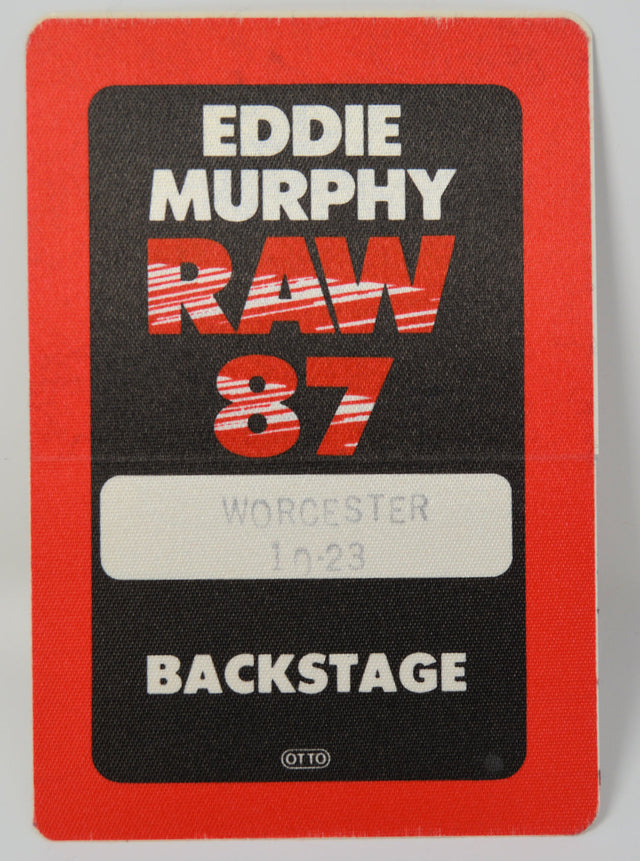 EDDIE
MURPHY
RAW
87
WORCESTER
10-23
BACKSTAGE
OTTO